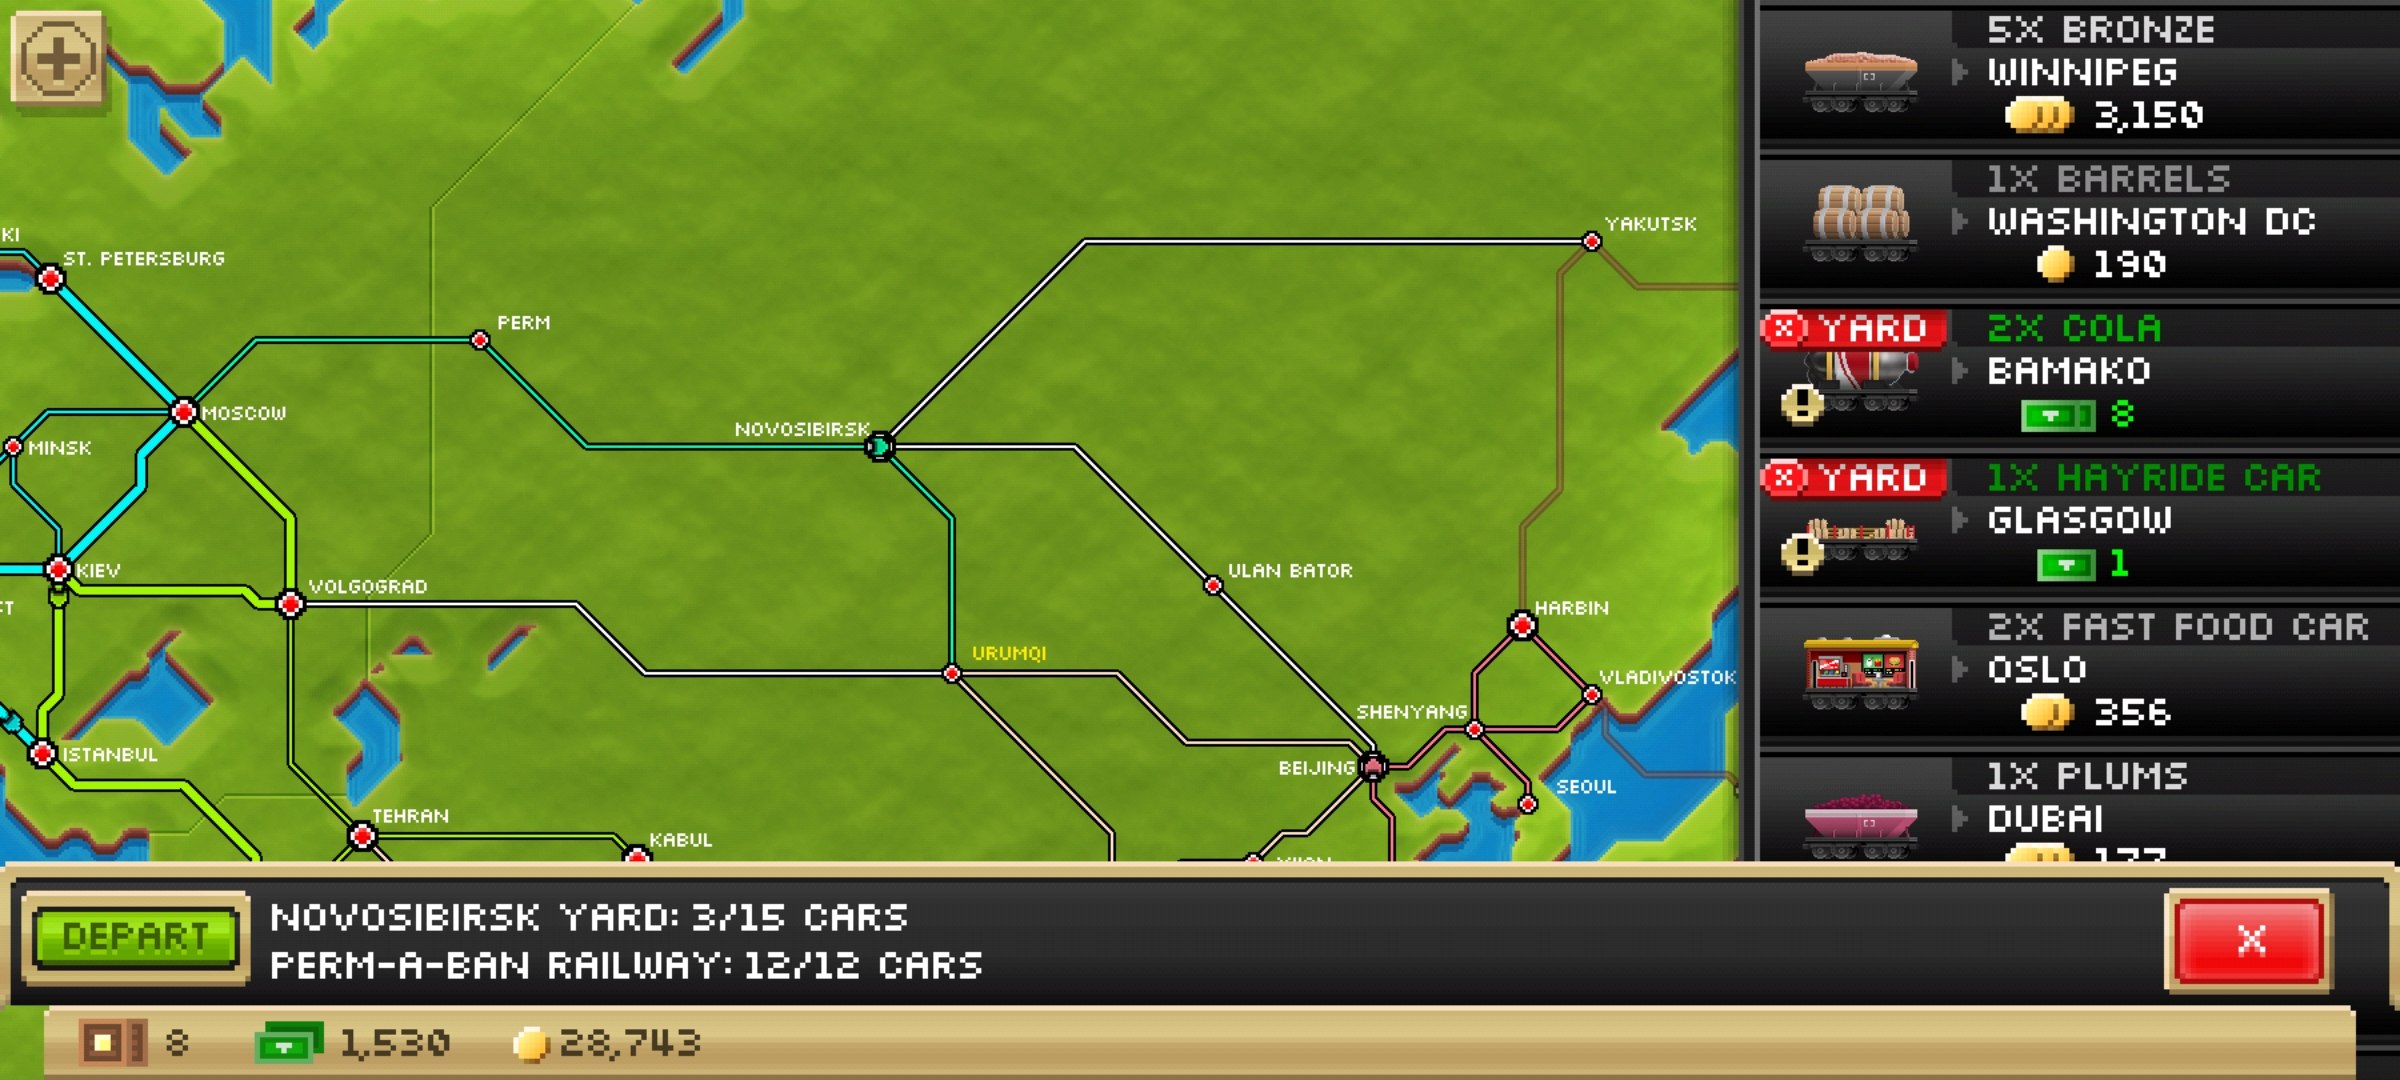 KI
ST. PETERSBURG
PERM
YAKUTSK
MOSCOW
NOVOSIBIRSK
MINSK
KIEV
VOLGOGRAD
ULAN BATOR
HARBIN
URUMQI
VLADIVOSTOK
SHENYANG
ISTANBUL
BEIJING
SEOUL
TEHRAN
KABUL
5X BRONZE
WINNIPEG
3,150
1X BARRELS
WASHINGTON DC
190
YARD
2X COLA
BAMAKO
8
YARD
1X HAYRIDE CAR
GLASGOW
1
2X FAST FOOD CAR
OSLO
356
1X PLUMS
DUBAI
DEPART
NOVOSIBIRSK YARD: 3/15 CARS
PERM-A-BAN RAILWAY: 12/12 CARS
X
8
1,530
28,743